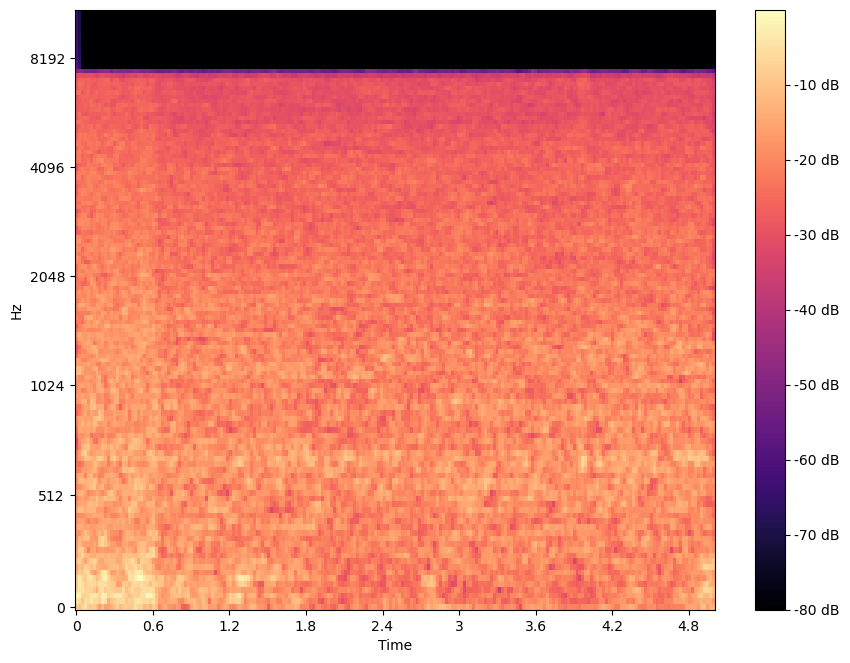 8192
4096
2048
1024
512
0
Hz
0 0.6 1.2 1.8 2.4 3 3.6 4.2 4.8
Time
-10 dB
-20 dB
-30 dB
-40 dB
-50 dB
-60 dB
-70 dB
-80 dB